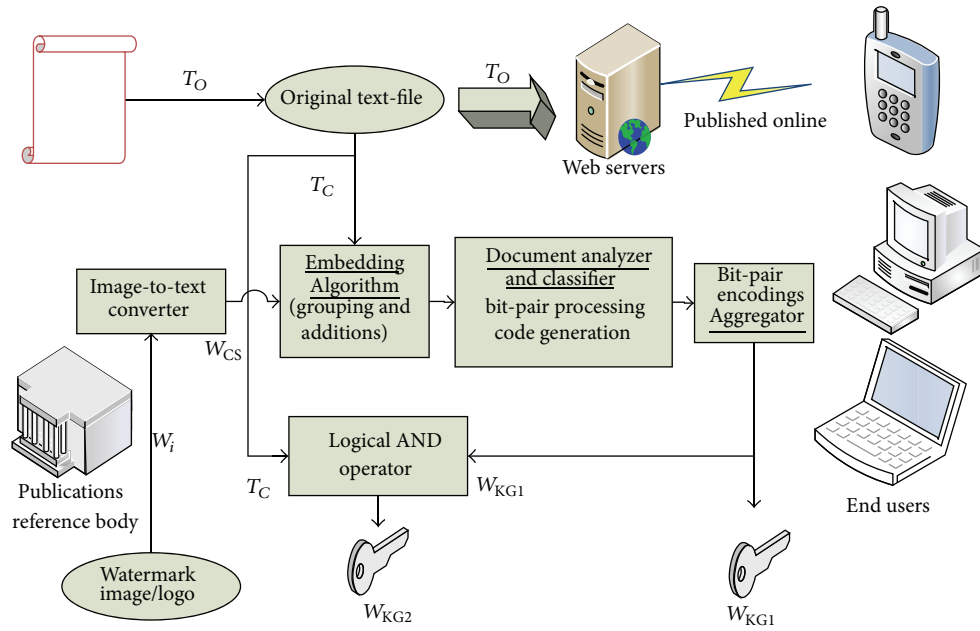 T_O
Original text-file
T_O
Published online
Web servers
T_C
Image-to-text
converter
W_CS
Embedding
Algorithm
(grouping and
additions)
Document analyzer
and classifier
bit-pair processing
code generation
Bit-pair
encodings
Aggregator
W_i
Publications
reference body
Logical AND
operator
T_C
W_KG1
End users
Watermark
image/logo
W_KG2
W_KG1